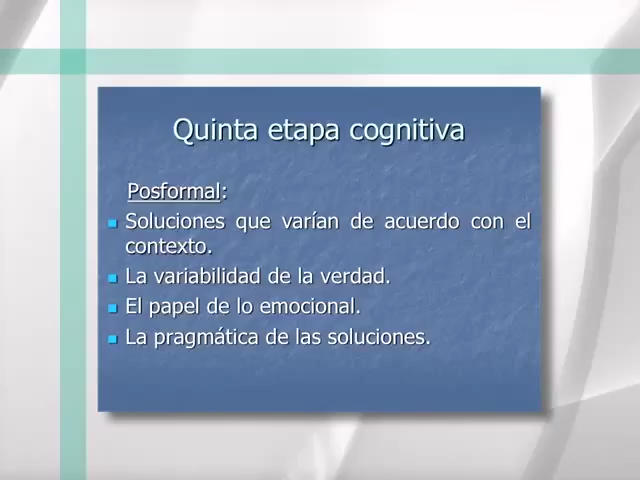 Quinta etapa cognitiva
Posformal:
Soluciones que varían de acuerdo con el
contexto.
La variabilidad de la verdad.
El papel de lo emocional.
La pragmática de las soluciones.